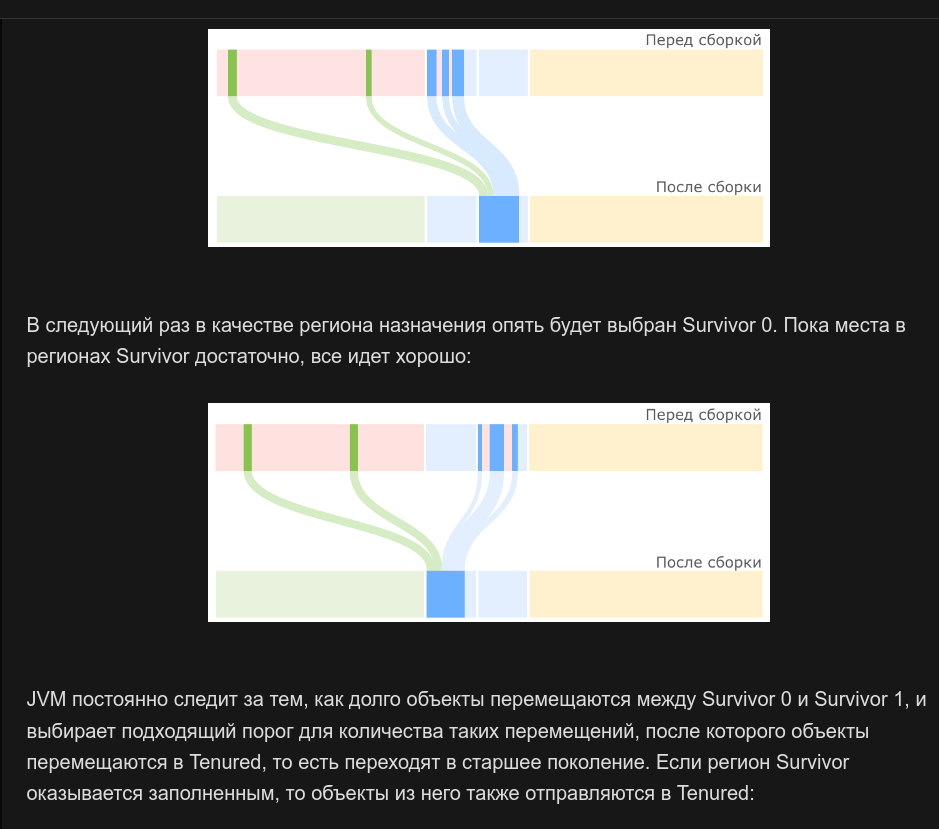 Перед сборкой
После сборки
В следующий раз в качестве региона назначения опять будет выбран Survivor 0. Пока места в
регионах Survivor достаточно, все идет хорошо:
Перед сборкой
После сборки
JVM постоянно следит за тем, как долго объекты перемещаются между Survivor 0 и Survivor 1, и
выбирает подходящий порог для количества таких перемещений, после которого объекты
перемещаются в Tenured, то есть переходят в старшее поколение. Если регион Survivor
оказывается заполненным, то объекты из него также отправляются в Tenured: